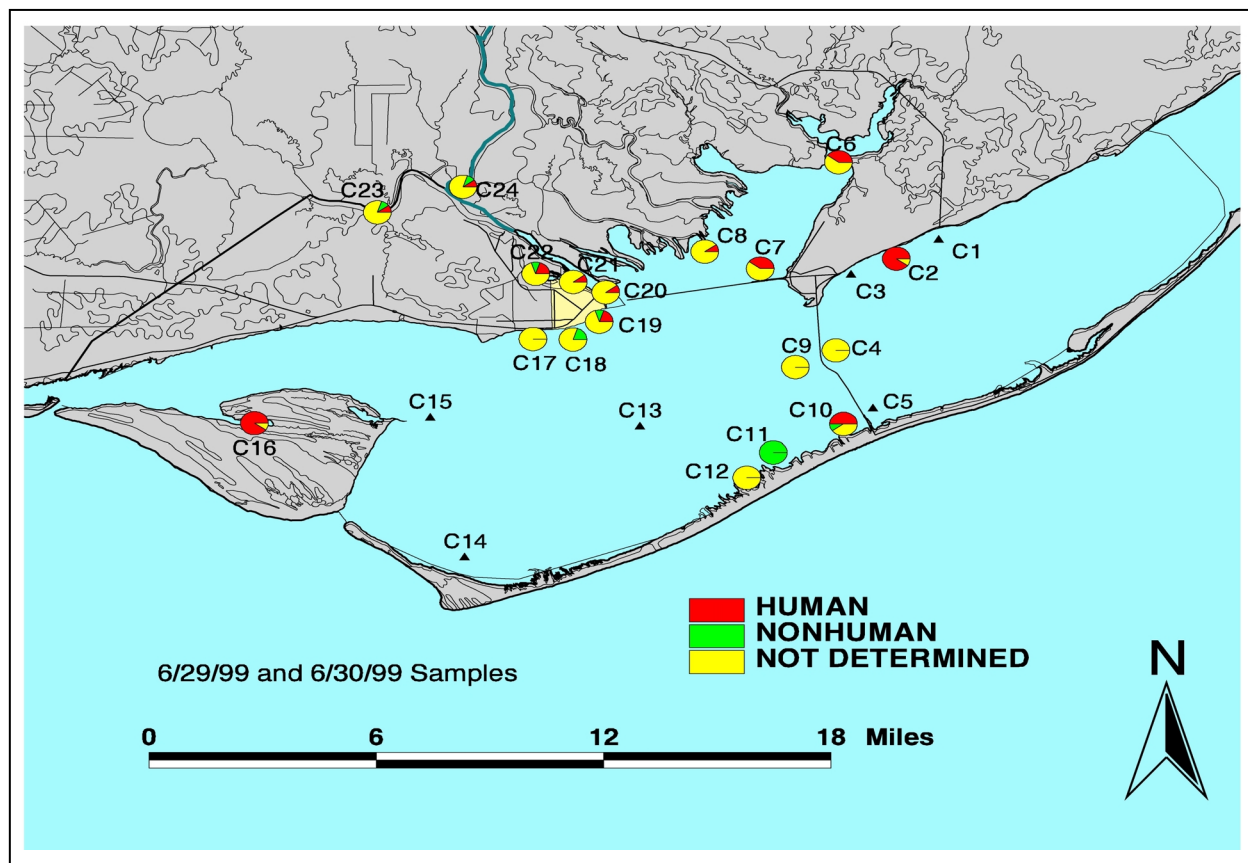 C6
C23
C24
C8
C7
C1
C2
C3
C22
C21
C20
C19
C17
C18
C9
C4
C15
C13
C10
C5
C16
C11
C12
C14
HUMAN
NONHUMAN
NOT DETERMINED
6/29/99 and 6/30/99 Samples
N
0 6 12 18 Miles